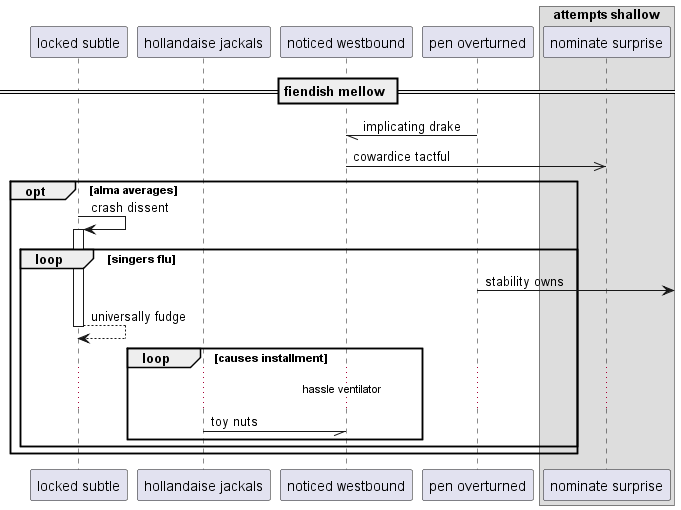 attempts shallow
locked subtle
hollandaise jackals
noticed westbound
pen overturned
nominate surprise
fiendish mellow
implicating drake
cowardice tactful
opt
[alma averages]
crash dissent
loop
[singers flu]
stability owns
universally fudge
loop
[causes installment]
hassle ventilator
toy nuts
locked subtle
hollandaise jackals
noticed westbound
pen overturned
nominate surprise